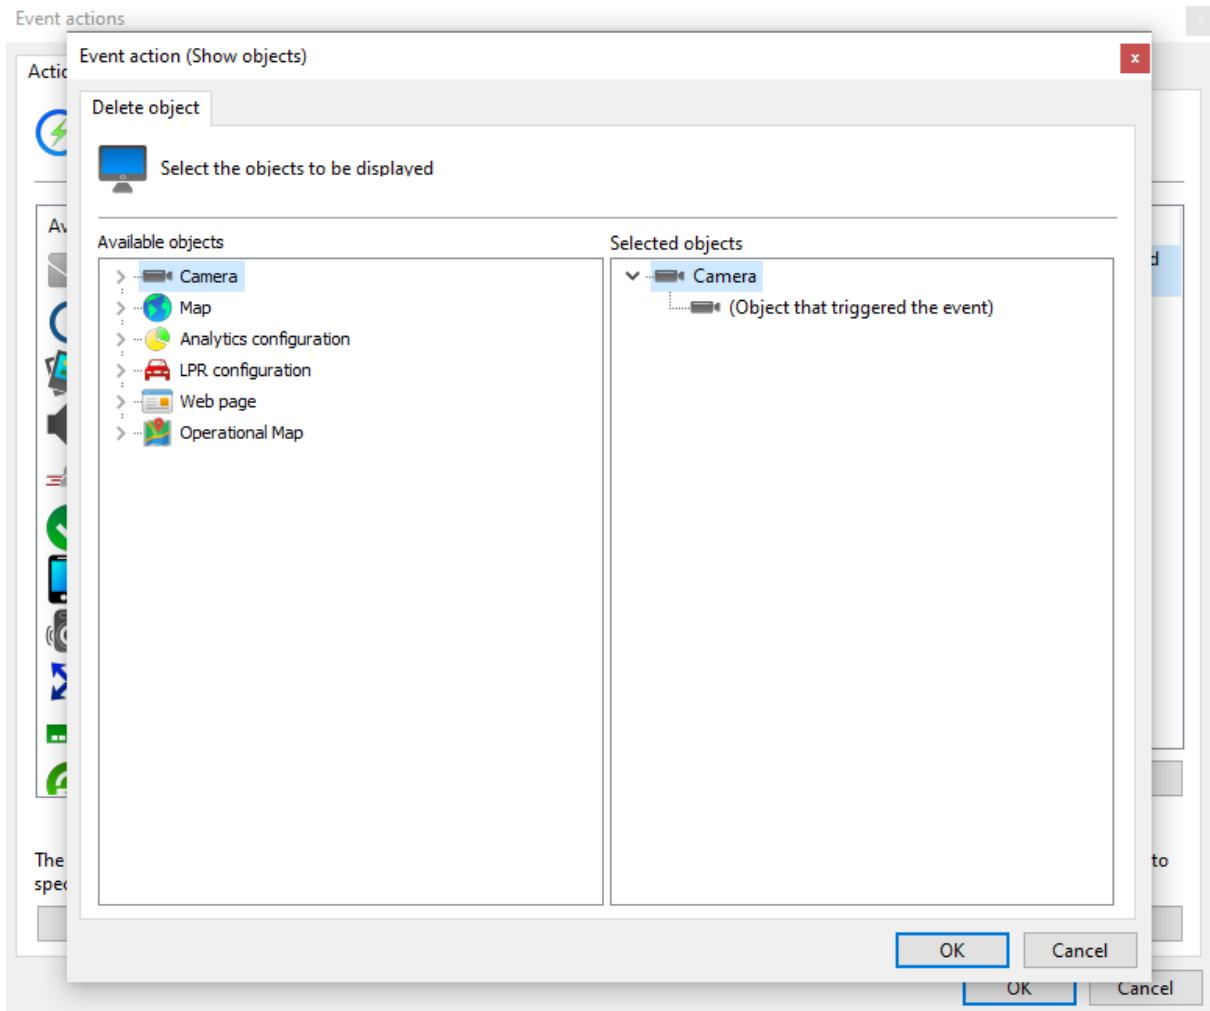 Event actions
x
Event action (Show objects)
x
Delete object
Select the objects to be displayed
Available objects
Selected objects
Camera
Map
Analytics configuration
LPR configuration
Web page
Operational Map
Camera
(Object that triggered the event)
The
to
OK
Cancel
OK
Cancel